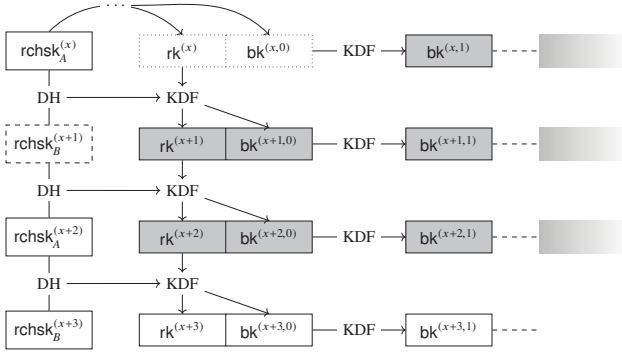 ...
rchsk_A^(x) rk^(x) bk^(x,0) KDF bk^(x,1)
DH KDF
rchsk_B^(x+1) rk^(x+1) bk^(x+1,0) KDF bk^(x+1,1)
DH KDF
rchsk_A^(x+2) rk^(x+2) bk^(x+2,0) KDF bk^(x+2,1)
DH KDF
rchsk_B^(x+3) rk^(x+3) bk^(x+3,0) KDF bk^(x+3,1)